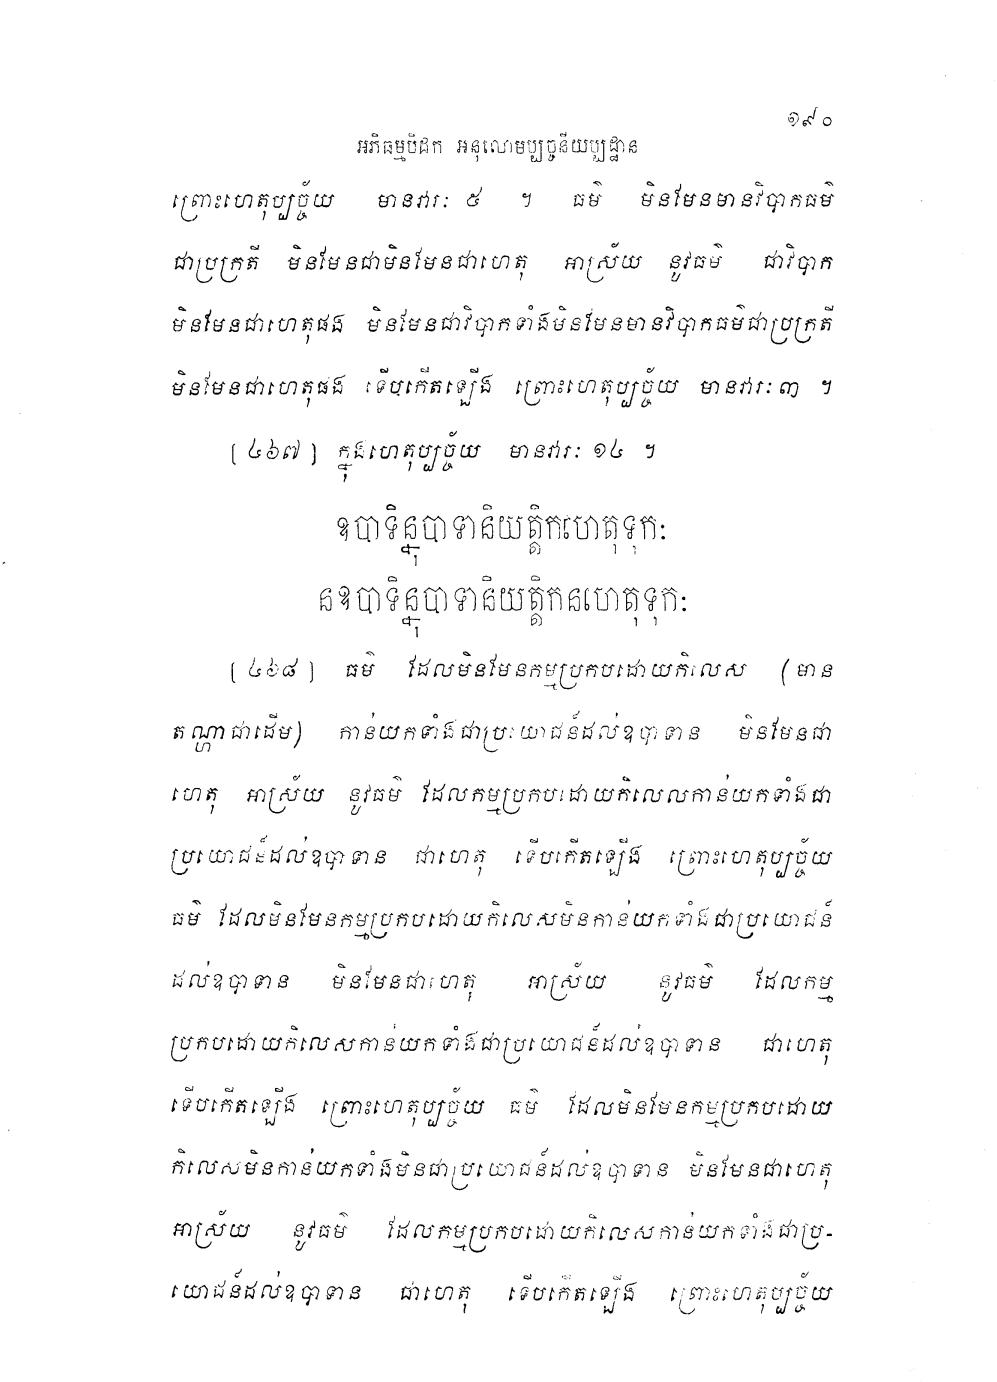 ១៩០
អភិធម្មបិដក អនុលោមប្បច្ចនីយប្បដ្ឋាន
ព្រោះហេតុប្បច្ច័យ មានវារៈ ៥ ។ ធម៌ មិនមែនមានវិបាកធម៌
ជាប្រក្រតី មិនមែនជាមិនមែនជាហេតុ អាស្រ័យ នូវធម៌ ជាវិបាក
មិនមែនជាហេតុផង មិនមែនជាវិបាកទាំងមិនមែនមានវិបាកធម៌ជាប្រក្រតី
មិនមែនជាហេតុផង ទើបកើតឡើង ព្រោះហេតុប្បច្ច័យ មានវារៈ ៣ ។
[ ៤៦៧ ] ក្នុងហេតុប្បច្ច័យ មានវារៈ ១៤ ។
ឧបាទិន្នុបាទានិយត្តិកហេតុទុកៈ
នឧបាទិន្នុបាទានិយត្តិកនហេតុទុកៈ
[ ៤៦៨ ] ធម៌ ដែលមិនមែនកម្មប្រកបដោយកិលេស (មាន
តណ្ហាជាដើម) កាន់យកទាំងជាប្រយោជន៍ដល់ឧបាទាន មិនមែនជា
ហេតុ អាស្រ័យ នូវធម៌ ដែលកម្មប្រកបដោយកិលេលកាន់យកទាំងជា
ប្រយោជន៍ដល់ឧបាទាន ជាហេតុ ទើបកើតឡើង ព្រោះហេតុប្បច្ច័យ
ធម៌ ដែលមិនមែនកម្មប្រកបដោយកិលេសមិនកាន់យកទាំងជាប្រយោជន៍
ដល់ឧបាទាន មិនមែនជាហេតុ អាស្រ័យ នូវធម៌ ដែលកម្ម
ប្រកបដោយកិលេសកាន់យកទាំងជាប្រយោជន៍ដល់ឧបាទាន ជាហេតុ
ទើបកើតឡើង ព្រោះហេតុប្បច្ច័យ ធម៌ ដែលមិនមែនកម្មប្រកបដោយ
កិលេសមិនកាន់យកទាំងមិនជាប្រយោជន៍ដល់ឧបាទាន មិនមែនជាហេតុ
អាស្រ័យ នូវធម៌ ដែលកម្មប្រកបដោយកិលេសកាន់យកទាំងជាប្រ-
យោជន៍ដល់ឧបាទាន ជាហេតុ ទើបកើតឡើង ព្រោះហេតុប្បច្ច័យ